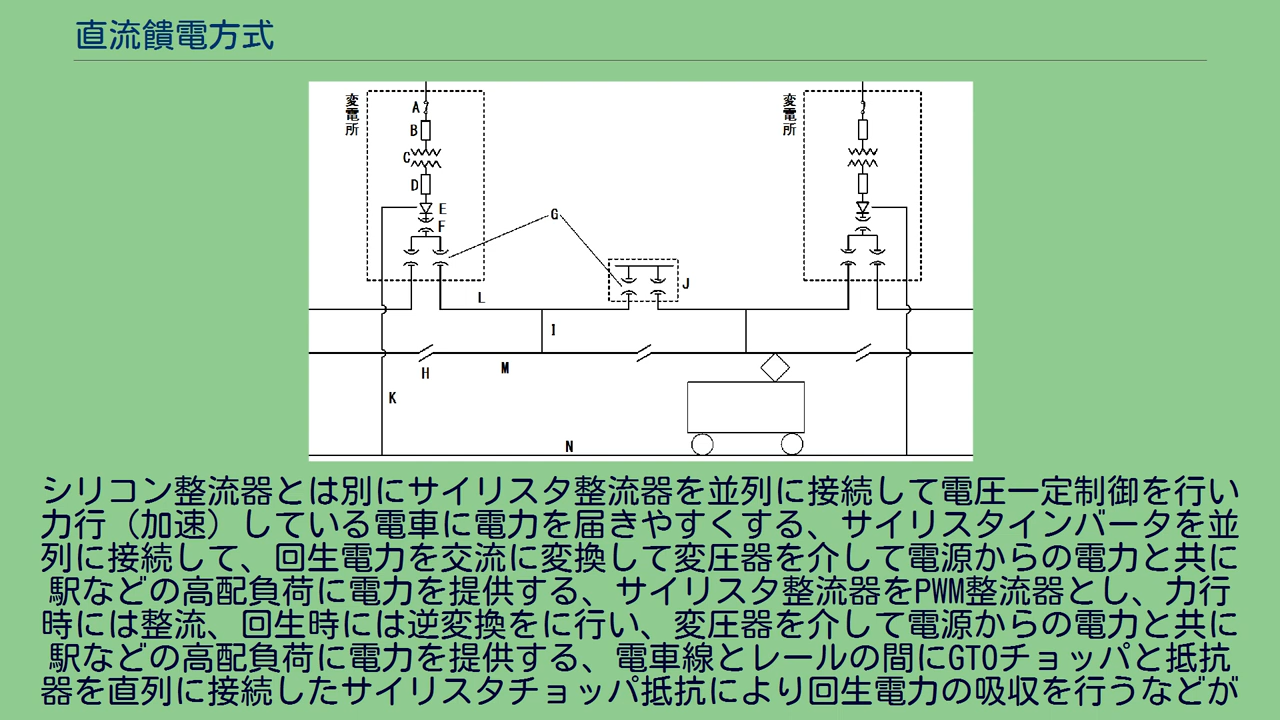 直流饋電方式
変電所
変電所
A
B
C
D
E
F
G
J
L
I
H
M
K
N
シリコン整流器とは別にサイリスタ整流器を並列に接続して電圧一定制御を行い
力行（加速）している電車に電力を届きやすくする、サイリスタインバータを並
列に接続して、回生電力を交流に変換して変圧器を介して電源からの電力と共に
駅などの高配負荷に電力を提供する、サイリスタ整流器をPWM整流器とし、力行
時には整流、回生時には逆変換をに行い、変圧器を介して電源からの電力と共に
駅などの高配負荷に電力を提供する、電車線とレールの間にGTOチョッパと抵抗
器を直列に接続したサイリスタチョッパ抵抗により回生電力の吸収を行うなどが